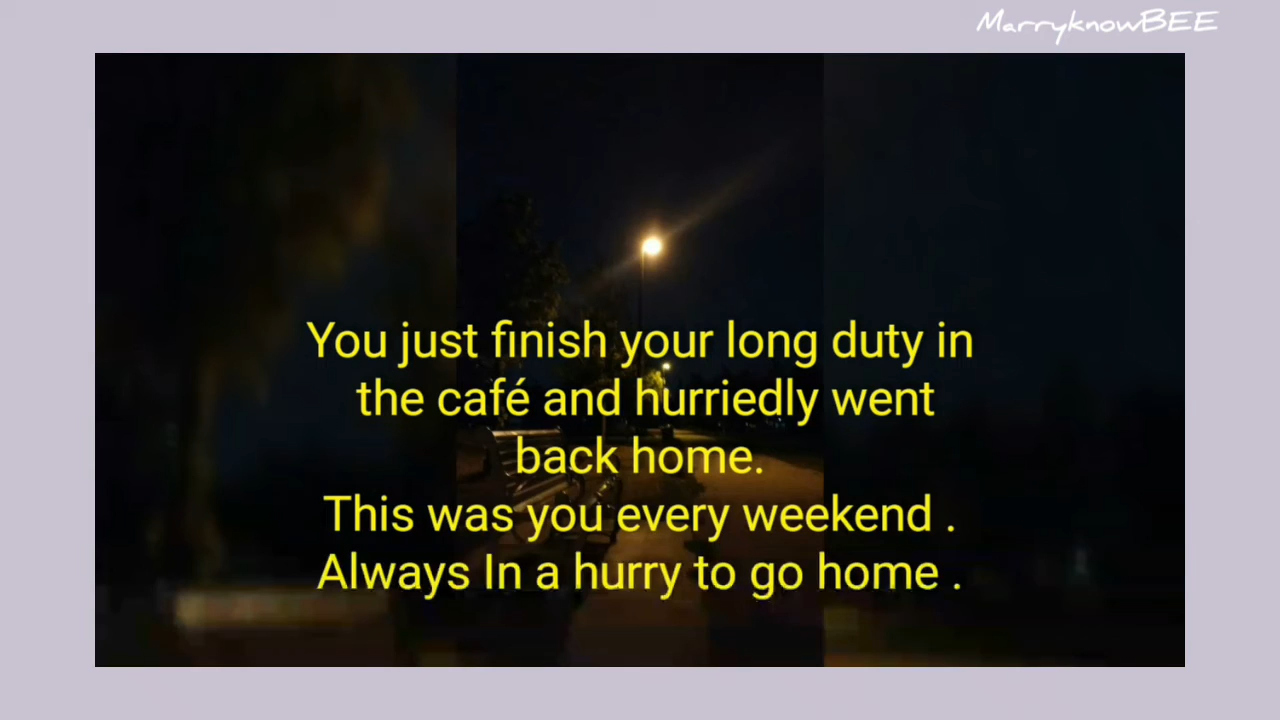 MarryknowBEE
You just finish your long duty in
the café and hurriedly went
back home.
This was you every weekend .
Always In a hurry to go home .